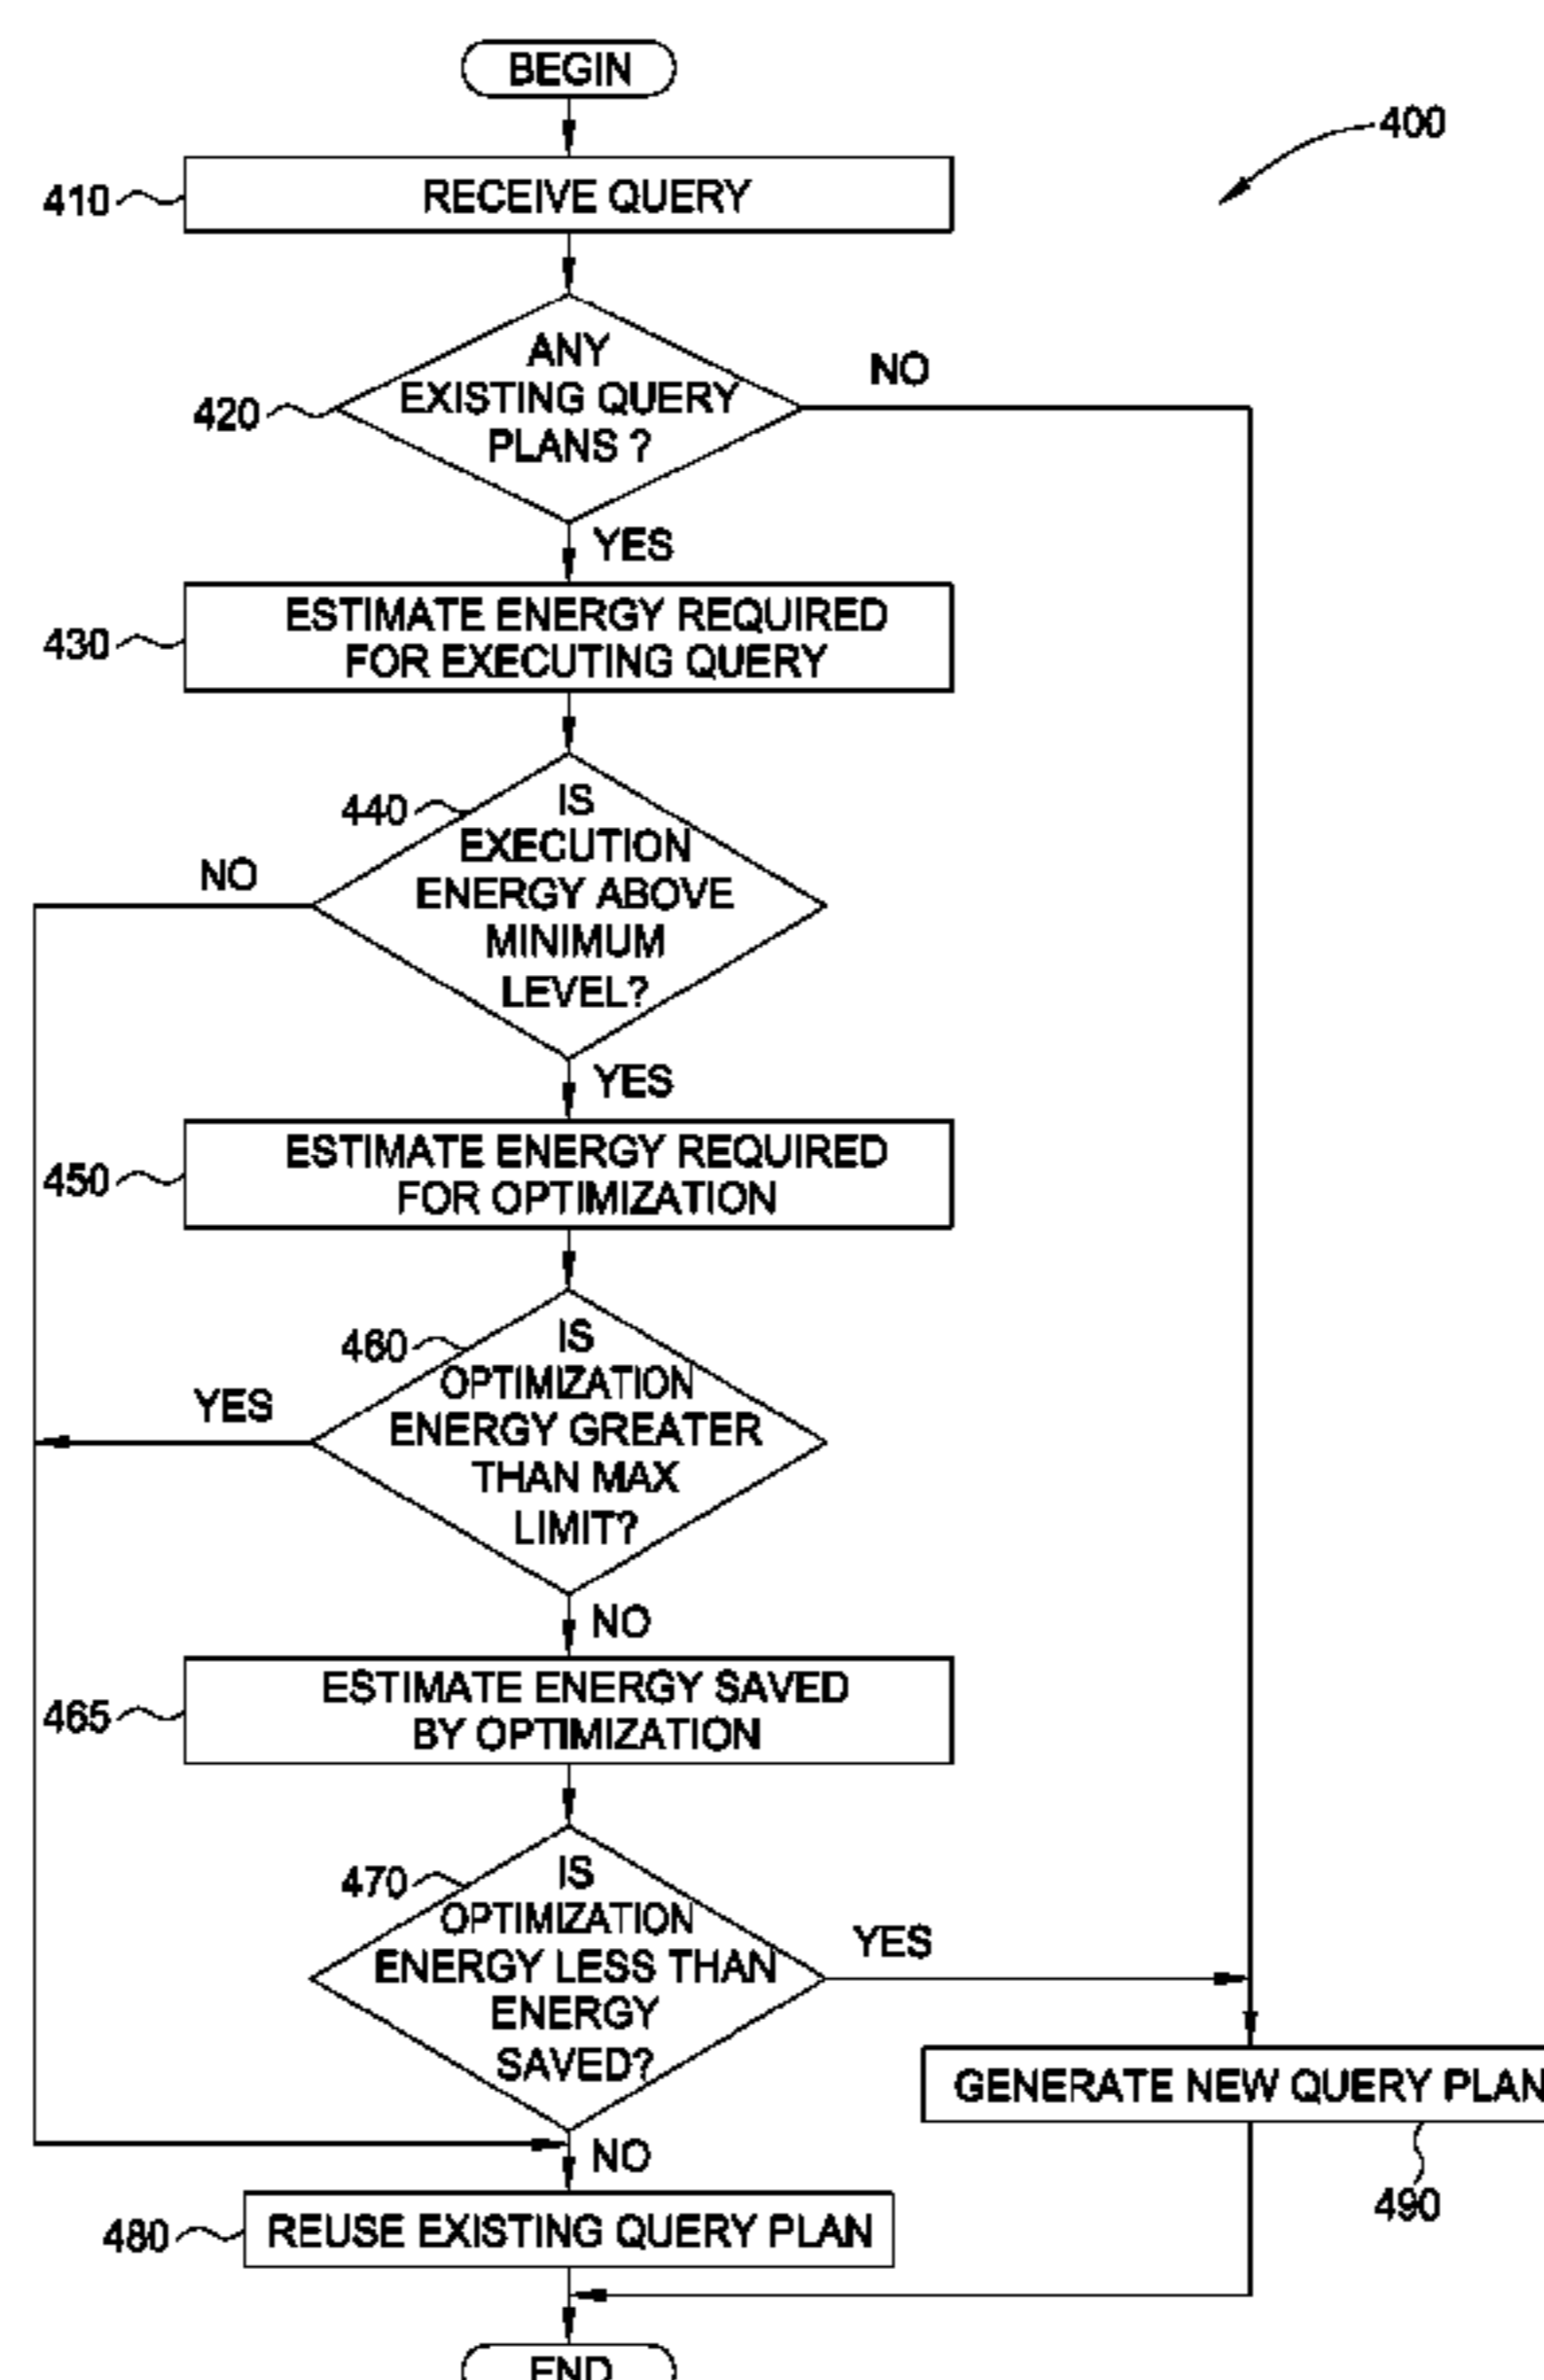 BEGIN
400
410
RECEIVE QUERY
ANY
EXISTING QUERY
PLANS ?
NO
420
YES
430
ESTIMATE ENERGY REQUIRED
FOR EXECUTING QUERY
440
IS
EXECUTION
ENERGY ABOVE
MINIMUM
LEVEL?
NO
YES
450
ESTIMATE ENERGY REQUIRED
FOR OPTIMIZATION
460
IS
OPTIMIZATION
ENERGY GREATER
THAN MAX
LIMIT?
YES
NO
465
ESTIMATE ENERGY SAVED
BY OPTIMIZATION
470
IS
OPTIMIZATION
ENERGY LESS THAN
ENERGY
SAVED?
YES
GENERATE NEW QUERY PLAN
NO
490
480
REUSE EXISTING QUERY PLAN
END